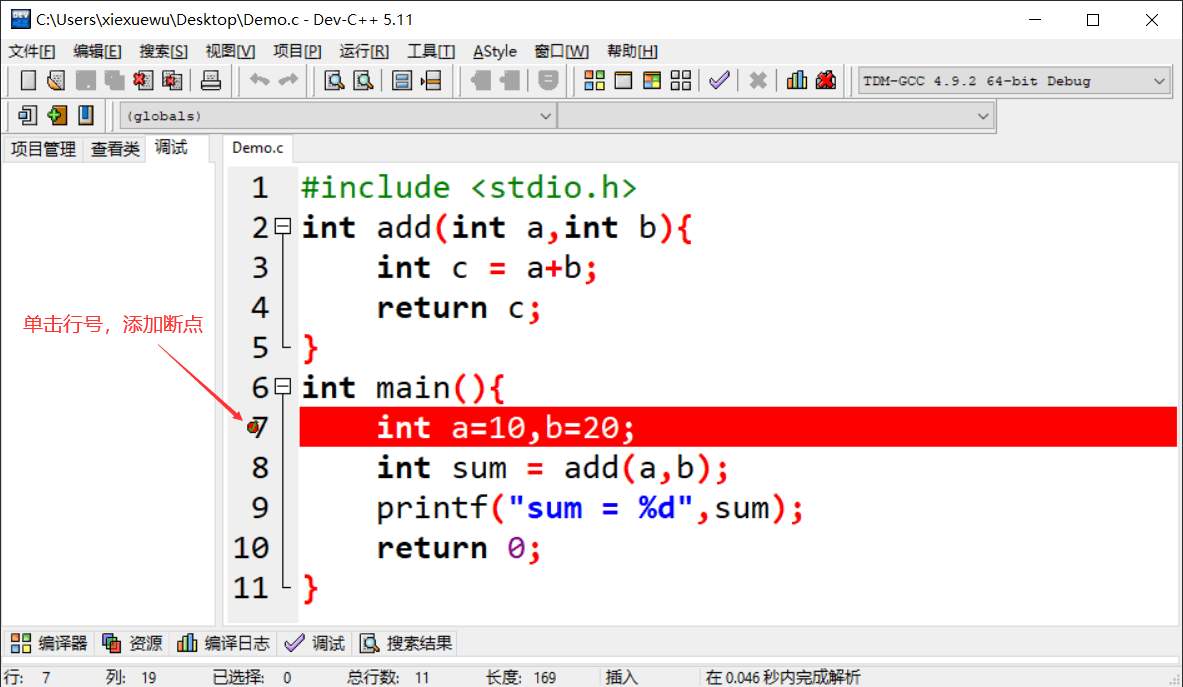 C:\Users\xiexuewu\Desktop\Demo.c - Dev-C++ 5.11
文件[F] 编辑[E] 搜索[S] 视图[V] 项目[P] 运行[R] 工具[T] AStyle 窗口[W] 帮助[H]
TDM-GCC 4.9.2 64-bit Debug
(globals)
项目管理 查看类 调试 Demo.c
1 #include <stdio.h>
2 int add(int a,int b){
3 int c = a+b;
4 return c;
单击行号，添加断点
5 }
6 int main(){
7 int a=10,b=20;
8 int sum = add(a,b);
9 printf("sum = %d",sum);
10 return 0;
11 }
编译器 资源 编译日志 调试 搜索结果
行: 7 列: 19 已选择: 0 总行数: 11 长度: 169 插入 在 0.046 秒内完成解析